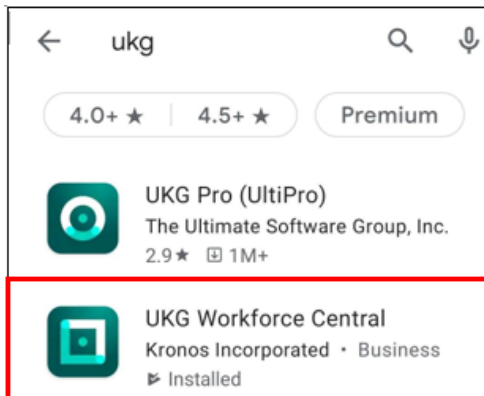 ukg
4.0+ ★ 4.5+ ★ Premium
UKG Pro (UltiPro)
The Ultimate Software Group, Inc.
2.9★ 1M+
UKG Workforce Central
Kronos Incorporated • Business
Installed